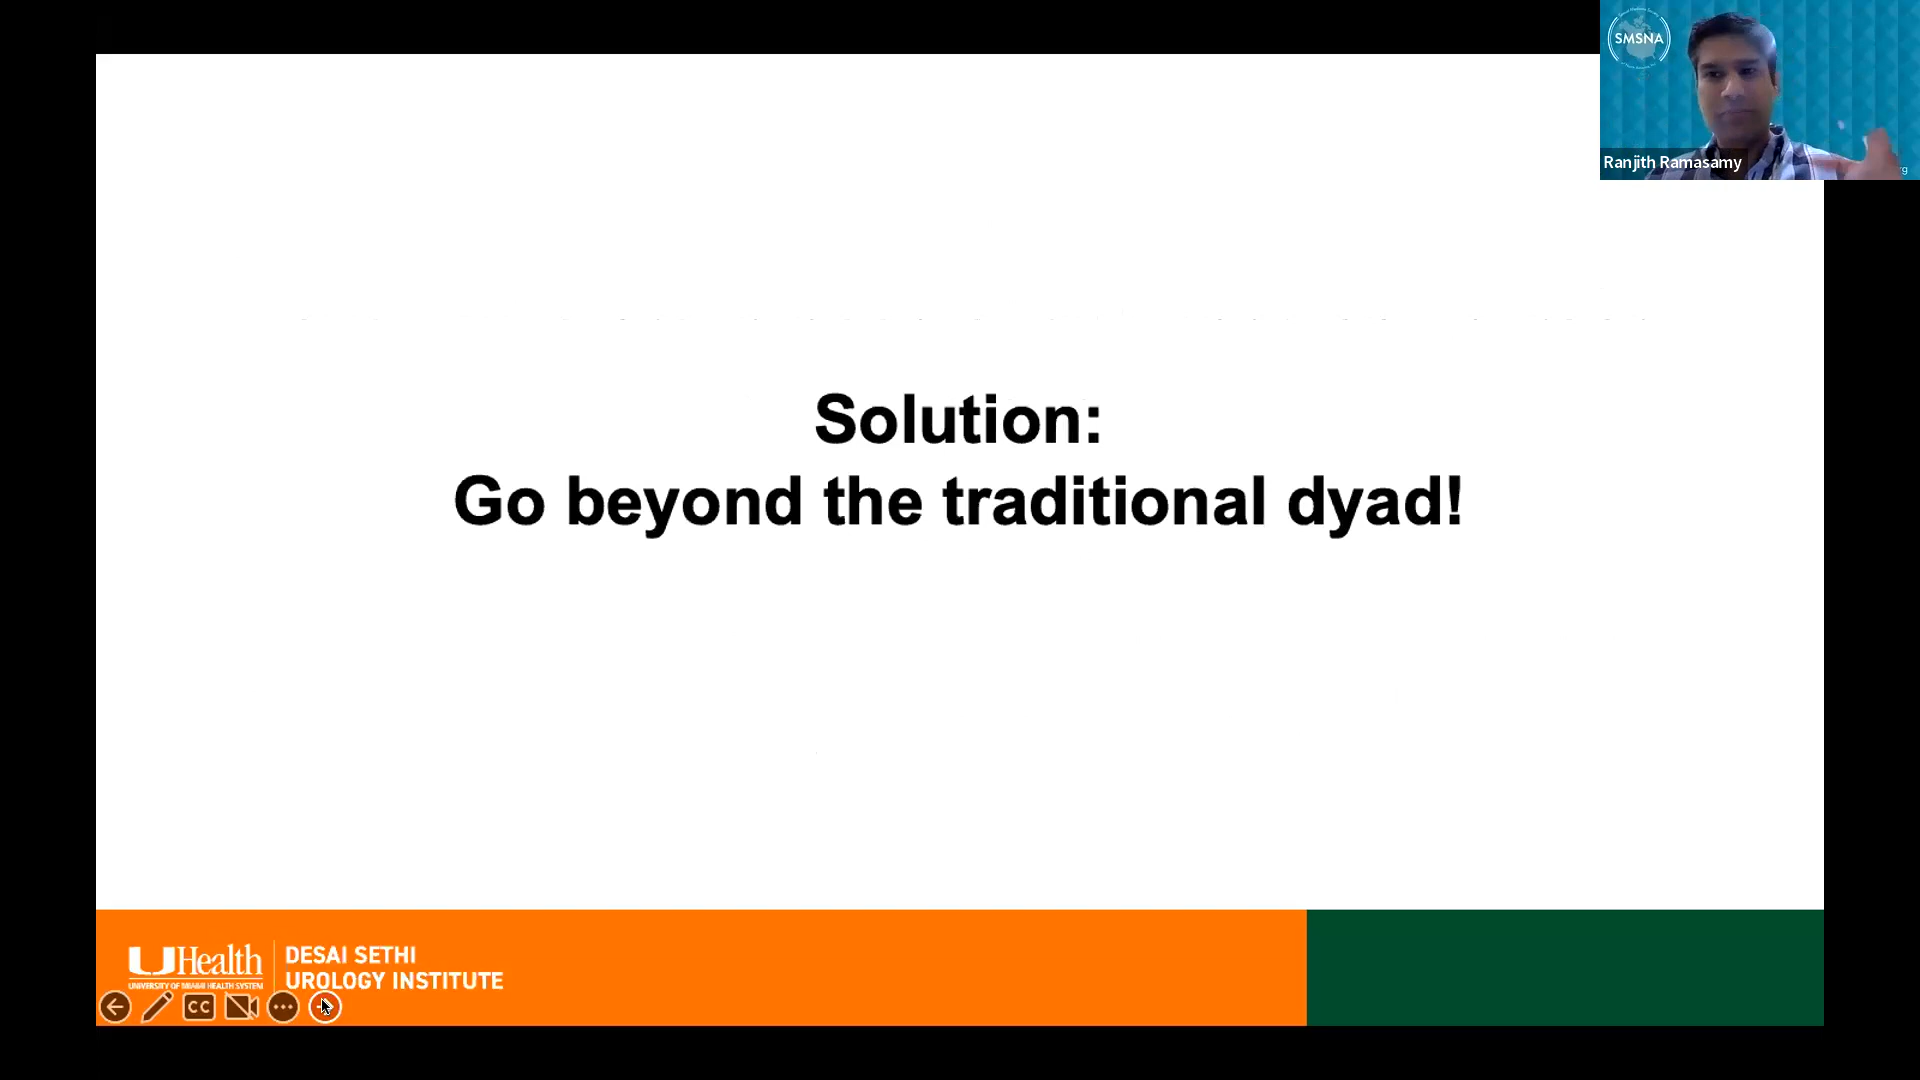 SMSNA
Ranjith Ramasamy
rg
Solution:
Go beyond the traditional dyad!
UHealth
UNIVERSITY OF MIAMI HEALTH SYSTEM
DESAI SETHI
UROLOGY INSTITUTE
CC